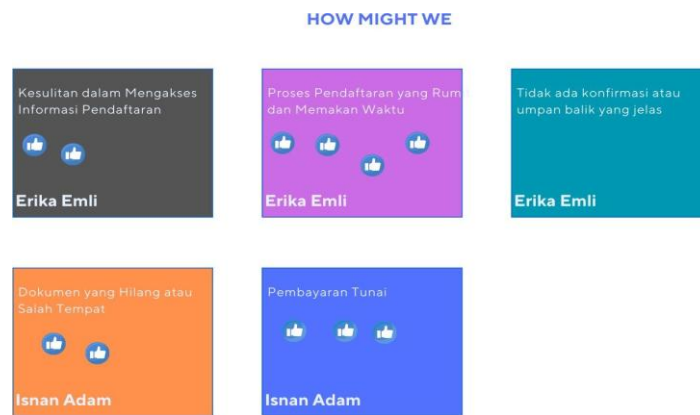 HOW MIGHT WE
Kesulitan dalam Mengakses
Informasi Pendaftaran
Erika Emli
Proses Pendaftaran yang Rumit
dan Memakan Waktu
Erika Emli
Tidak ada konfirmasi atau
umpan balik yang jelas
Erika Emli
Dokumen yang Hilang atau
Salah Tempat
Isnan Adam
Pembayaran Tunai
Isnan Adam